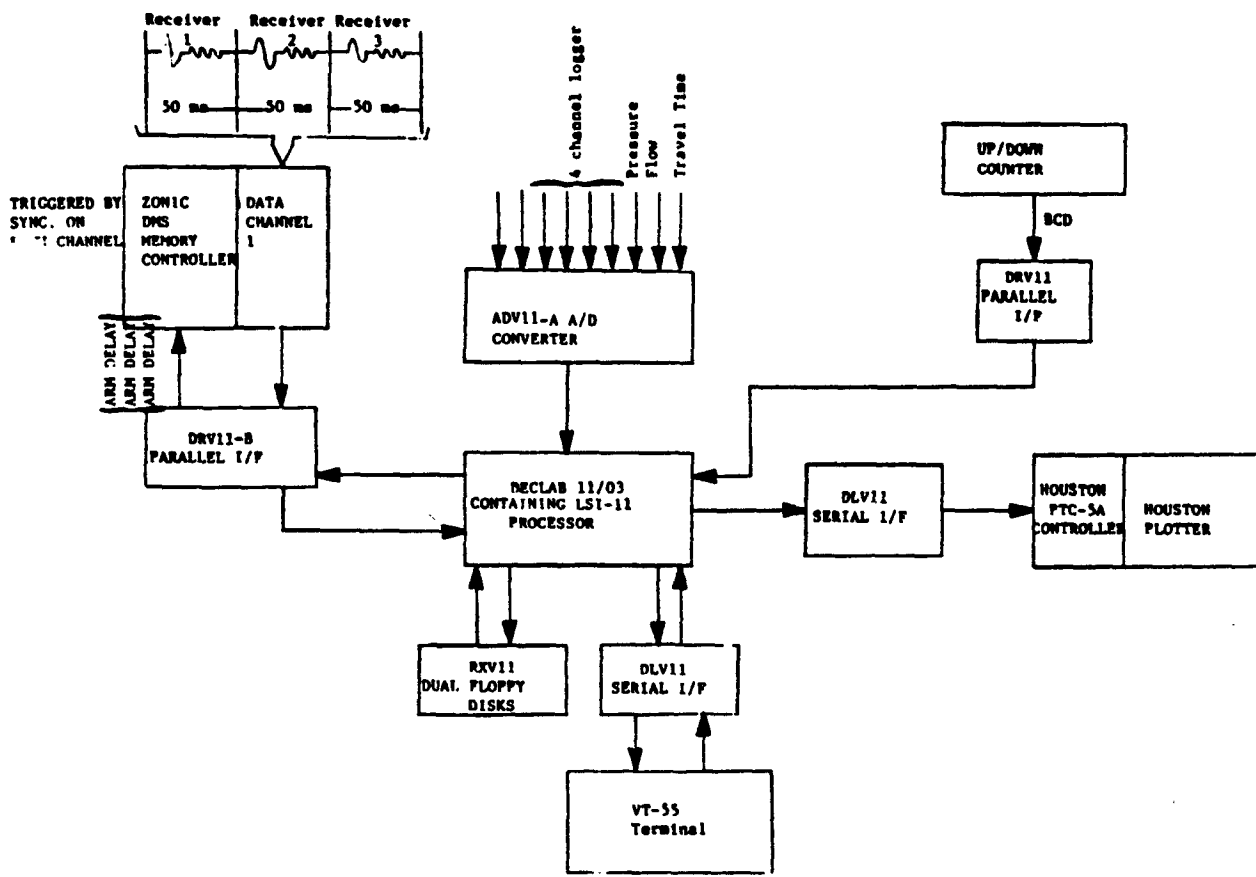 Receiver
1
Receiver
2
Receiver
3
50 ms
50 ms
50 ms
4 channel logger
Pressure
Flow
Travel Time
UP/DOWN
COUNTER
BCD
DRV11
PARALLEL
I/F
TRIGGERED BY
SYNC. ON
CHANNEL
ZONIC
DMS
MEMORY
CONTROLLER
DATA
CHANNEL
1
ARM DELAY
ARM DELAY
ARM DELAY
ADV11-A A/D
CONVERTER
DRV11-B
PARALLEL I/F
DECLAB 11/03
CONTAINING LSI-11
PROCESSOR
DLV11
SERIAL I/F
HOUSTON
PTC-5A
CONTROLLER
HOUSTON
PLOTTER
RXV11
DUAL FLOPPY
DISKS
DLV11
SERIAL I/F
VT-55
Terminal